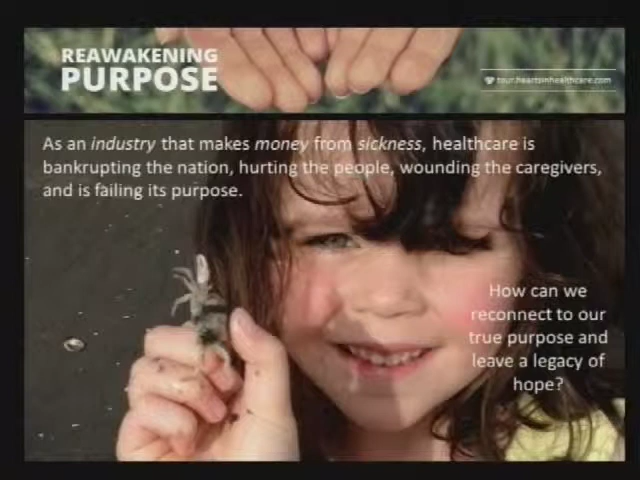 REAWAKENING
PURPOSE
tour.heartsinhealthcare.com
As an industry that makes money from sickness, healthcare is
bankrupting the nation, hurting the people, wounding the caregivers,
and is failing its purpose.
How can we
reconnect to our
true purpose and
leave a legacy of
hope?